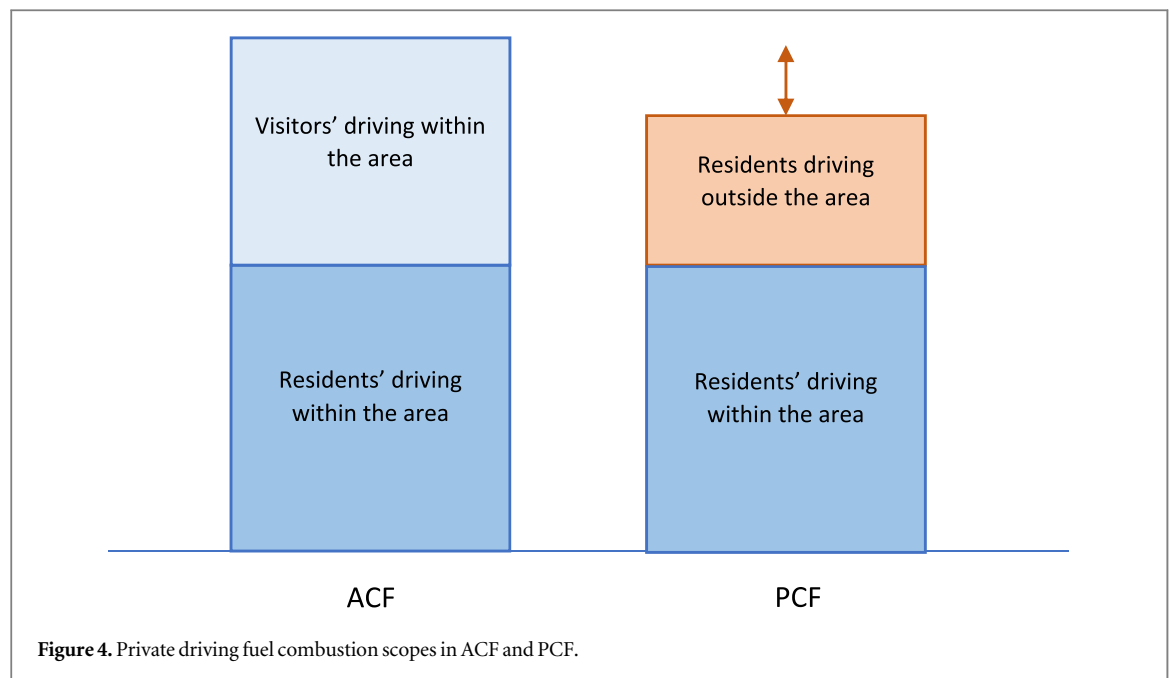 Visitors’ driving within
the area
Residents driving
outside the area
Residents’ driving
within the area
Residents’ driving
within the area
ACF
PCF
Figure 4. Private driving fuel combustion scopes in ACF and PCF.